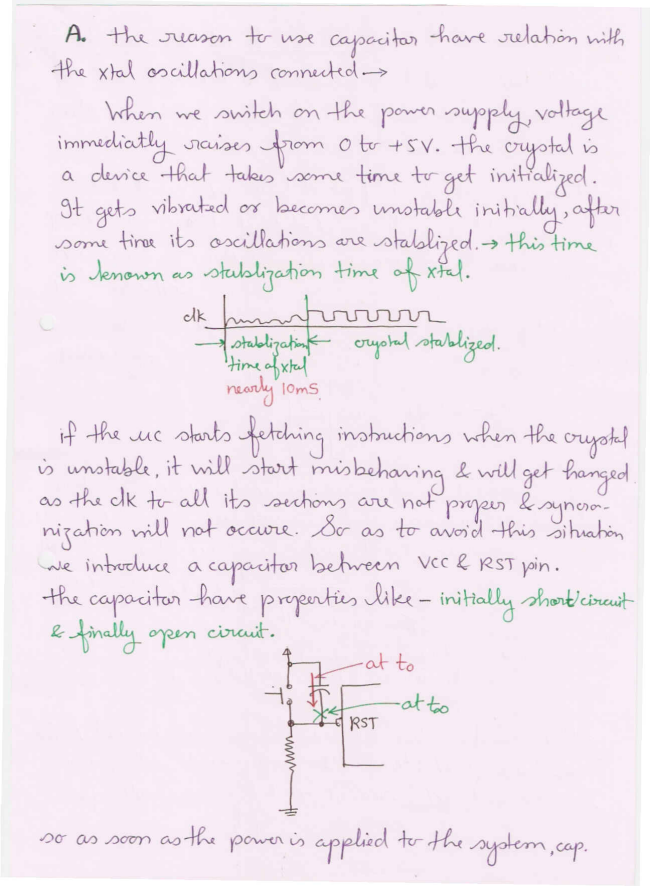 A. the reason to use capacitor have relation with
the xtal oscillations connected →
When we switch on the power supply, voltage
immediatly raises from 0 to +5V. the crystal is
a device that takes some time to get initialized.
It gets vibrated or becomes unstable initially, after
some time its oscillations are stablized. → this time
is known as stablization time of xtal.
clk
stablization
time of xtal
nearly 10mS
crystal stablized.
if the uc starts fetching instructions when the crystal
is unstable, it will start misbehaving & will get hanged
as the clk to all its sections are not proper & syncro-
nization will not occure. So as to avoid this situation
we introduce a capacitor between VCC & RST pin.
the capacitor have properties like – initially short circuit
& finally open circuit.
at to
at t∞
RST
so as soon as the power is applied to the system, cap.